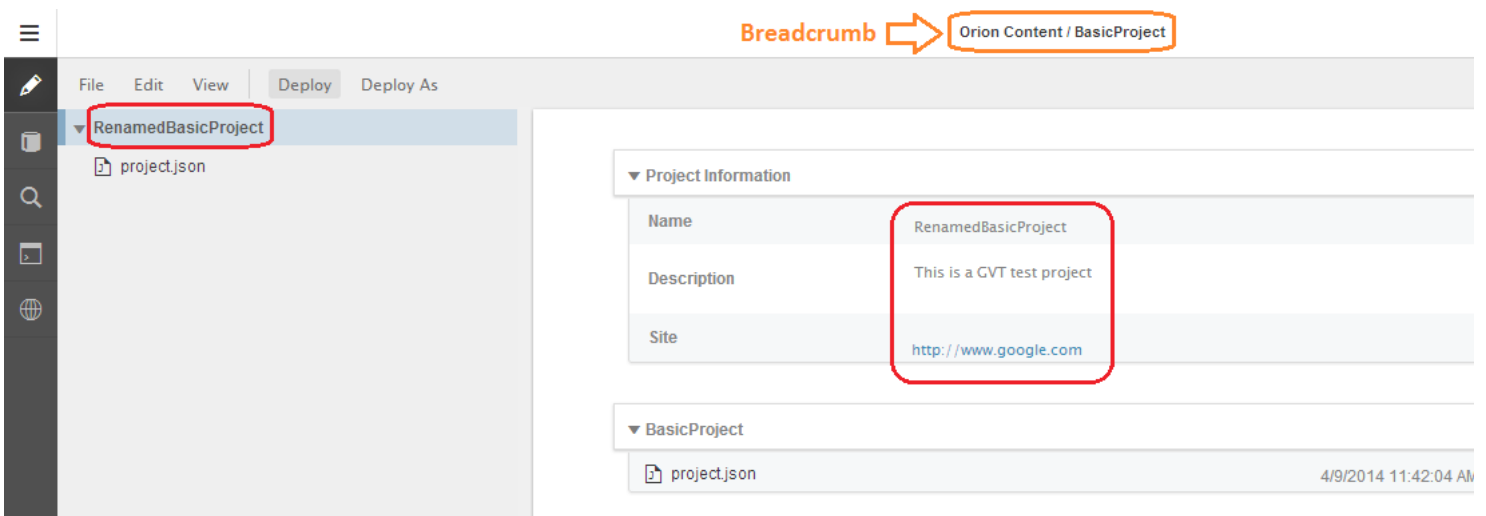 Breadcrumb Orion Content / BasicProject
File Edit View Deploy Deploy As
RenamedBasicProject
project.json
Project Information
Name RenamedBasicProject
Description This is a GVT test project
Site http://www.google.com
BasicProject
project.json 4/9/2014 11:42:04 AM